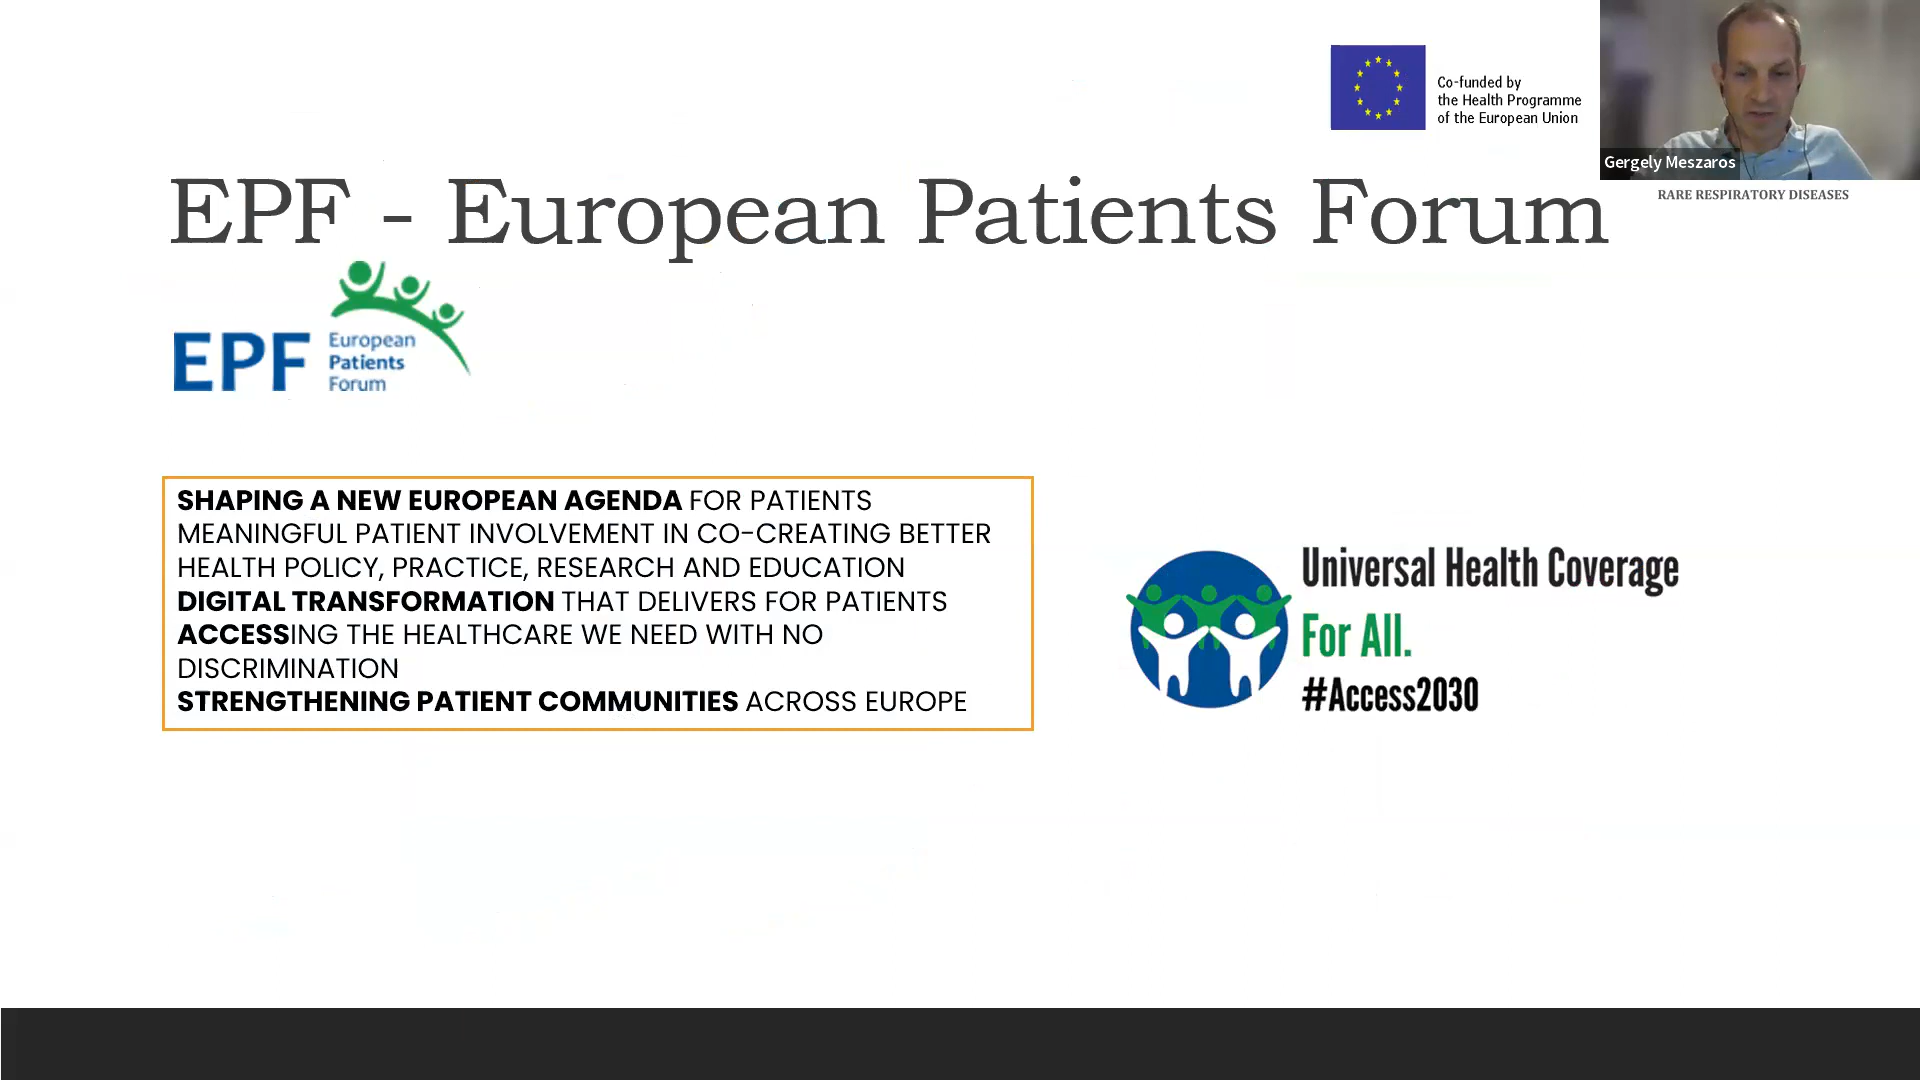 Co-funded by
the Health Programme
of the European Union
Gergely Meszaros
RARE RESPIRATORY DISEASES
EPF - European Patients Forum
EPF
European
Patients
Forum
SHAPING A NEW EUROPEAN AGENDA FOR PATIENTS
MEANINGFUL PATIENT INVOLVEMENT IN CO-CREATING BETTER
HEALTH POLICY, PRACTICE, RESEARCH AND EDUCATION
DIGITAL TRANSFORMATION THAT DELIVERS FOR PATIENTS
ACCESSING THE HEALTHCARE WE NEED WITH NO
DISCRIMINATION
STRENGTHENING PATIENT COMMUNITIES ACROSS EUROPE
Universal Health Coverage
For All.
#Access2030